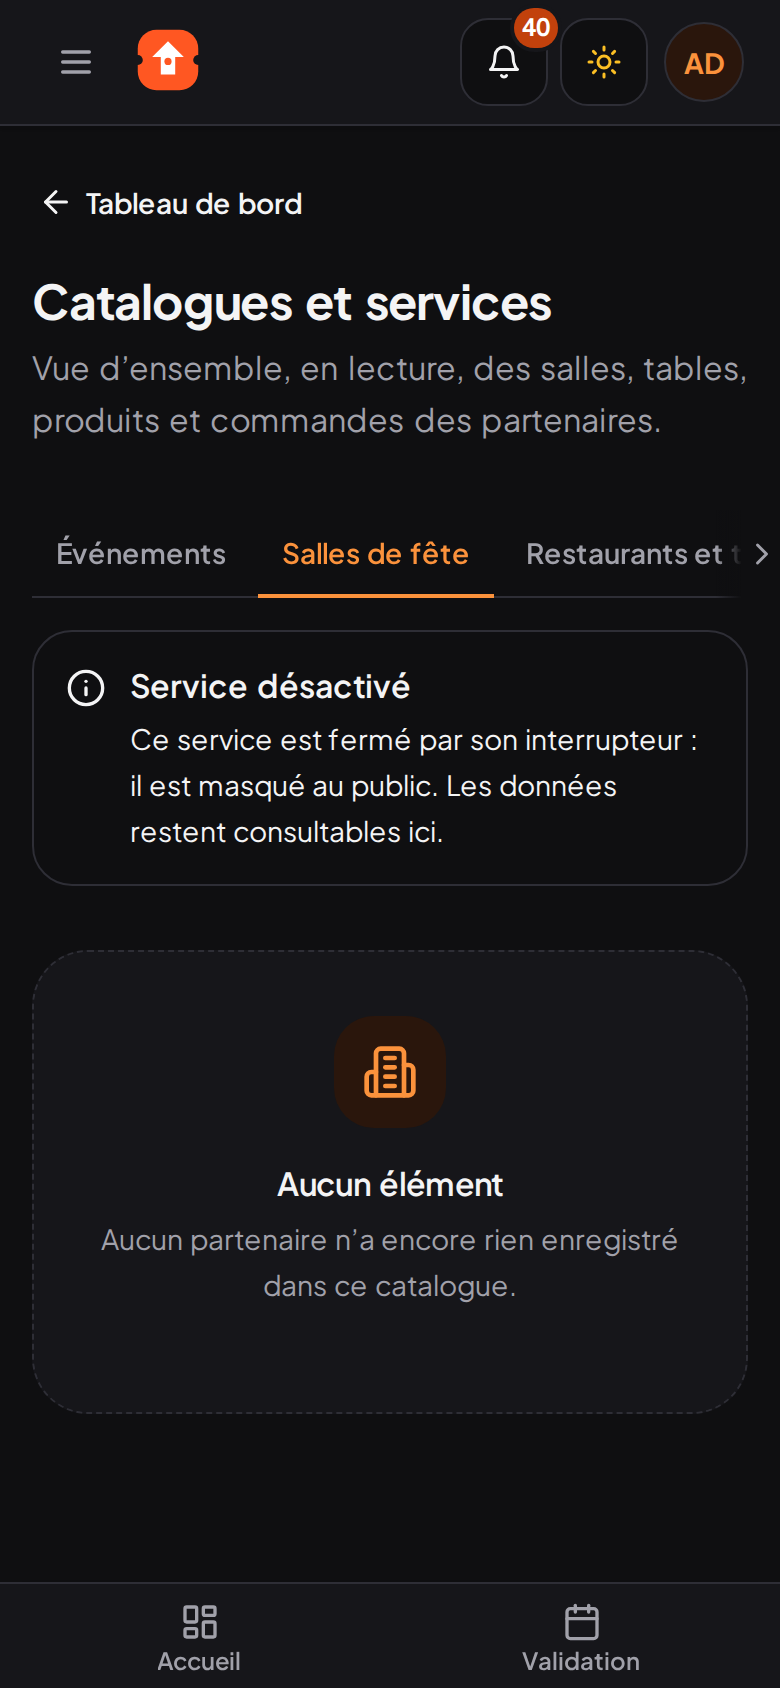 40
AD
Tableau de bord
Catalogues et services
Vue d’ensemble, en lecture, des salles, tables,
produits et commandes des partenaires.
Événements
Salles de fête
Restaurants et t
Service désactivé
Ce service est fermé par son interrupteur :
il est masqué au public. Les données
restent consultables ici.
Aucun élément
Aucun partenaire n’a encore rien enregistré
dans ce catalogue.
Accueil
Validation